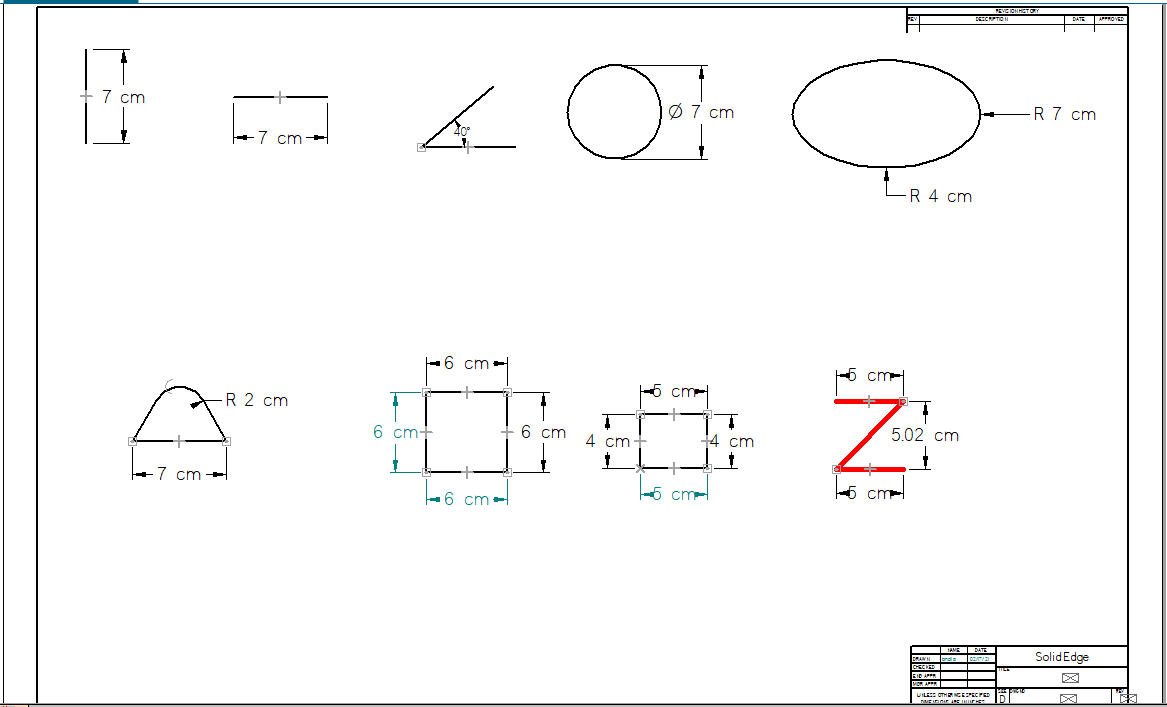 REVISION HISTORY
REV DESCRIPTION DATE APPROVED
7 cm
7 cm
40°
Ø 7 cm
R 7 cm
R 4 cm
R 2 cm
7 cm
6 cm
6 cm
6 cm
6 cm
5 cm
4 cm
4 cm
5 cm
5 cm
5.02 cm
5 cm
NAME DATE
DRAWN
CHECKED
ENG APPR
MGR APPR
Solid Edge
TITLE
UNLESS OTHERWISE SPECIFIED
DIMENSIONS ARE IN INCHES
SIZE DWG NO REV
D